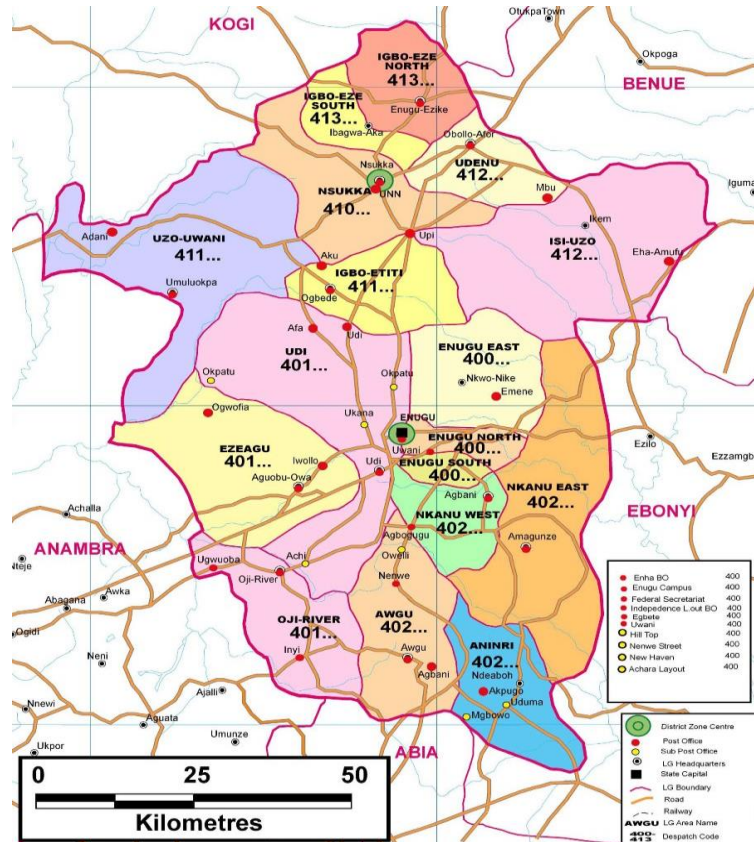 OtukpaTown
KOGI
Okpoga
IGBO-EZE
NORTH
413...
BENUE
IGBO-EZE
SOUTH
413...
Enugu-Ezike
Ibagwa-Aka
Obollo-Afor
Nsukka
UDENU
412...
UNN
NSUKKA
410...
Mbu
Iguma
Ikem
Adani
UZO-UWANI
411...
Upi
ISI-UZO
412...
Eha-Amufu
Aku
IGBO-ETITI
411...
Umuluokpa
Ogbede
Afa
Udi
UDI
401...
ENUGU EAST
400...
Okpatu
Okpatu
Nkwo-Nike
Emene
Ogwofia
Ukana
ENUGU
Uwani
ENUGU NORTH
400...
Ezilo
EZEAGU
401...
Iwollo
Udi
ENUGU SOUTH
400...
Ezzamgb
Aguobu-Owa
Agbani
NKANU EAST
402...
Achalla
NKANU WEST
402...
EBONYI
ANAMBRA
Agbogugu
Amagunze
Nteje
Achi
Owelli
Ugwuoba
Oji-River
Nenwe
Abagana
Awka
Ogidi
OJI-RIVER
401...
AWGU
402...
ANINRI
402...
Inyi
Awgu
Agbani
Ndeaboh
Neni
Akpugo
Ajalli
Uduma
Mgbowo
Nnewi
Aguata
Ukpor
Umunze
ABIA
Enha BO 400
Enugu Campus 400
Federal Secretariat 400
Independence L.out BO 400
Egbete 400
Uwani 400
Hill Top 400
Nenwe Street 400
New Haven 400
Achara Layout 400
District Zone Centre
Post Office
Sub Post Office
LG Headquarters
State Capital
LG Boundary
Road
Railway
AWGU LG Area Name
400-
413 Despatch Code
0 25 50
Kilometres